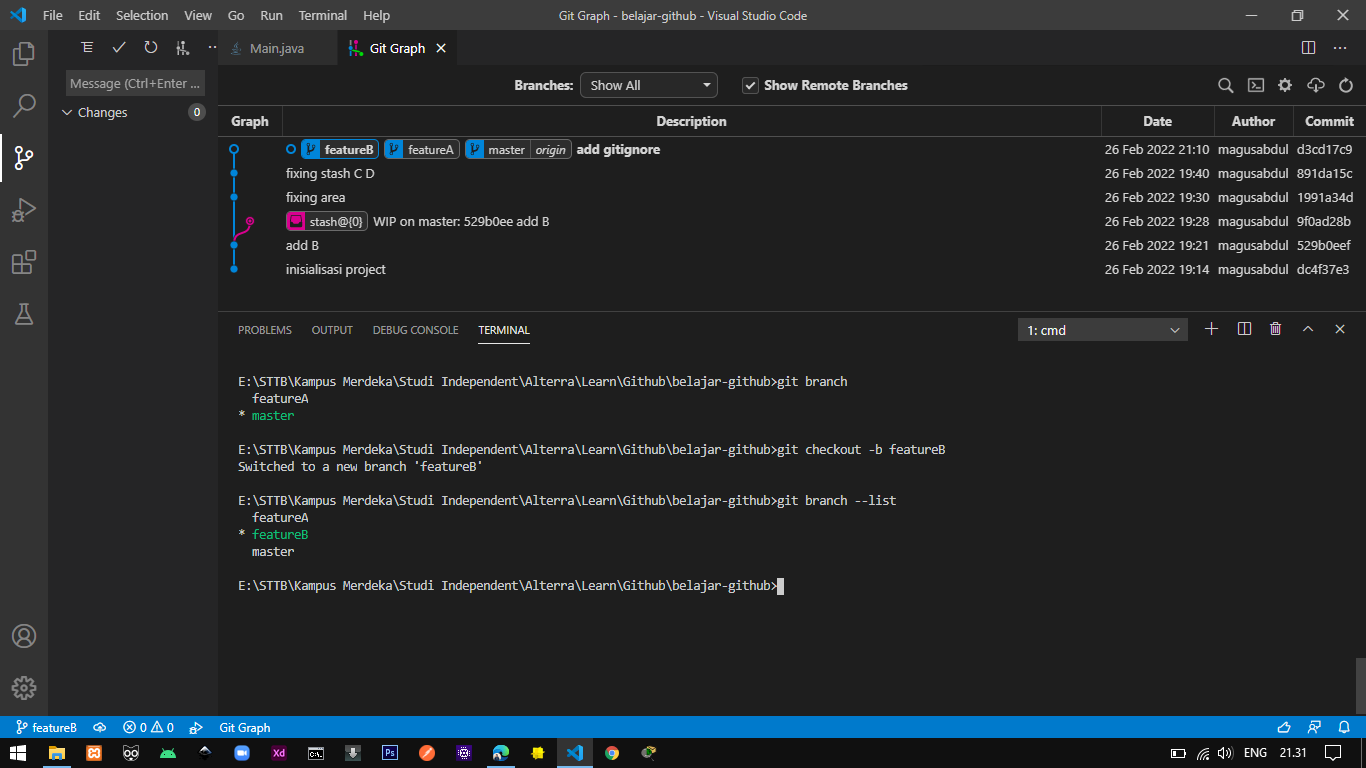 File Edit Selection View Go Run Terminal Help Git Graph - belajar-github - Visual Studio Code
Main.java Git Graph
Message (Ctrl+Enter ...
Changes 0
Branches: Show All Show Remote Branches
Graph Description Date Author Commit
featureB featureA master origin add gitignore 26 Feb 2022 21:10 magusabdul d3cd17c9
fixing stash C D 26 Feb 2022 19:40 magusabdul 891da15c
fixing area 26 Feb 2022 19:30 magusabdul 1991a34d
stash@{0} WIP on master: 529b0ee add B 26 Feb 2022 19:28 magusabdul 9f0ad28b
add B 26 Feb 2022 19:21 magusabdul 529b0eef
inisialisasi project 26 Feb 2022 19:14 magusabdul dc4f37e3
PROBLEMS OUTPUT DEBUG CONSOLE TERMINAL 1: cmd
E:\STTB\Kampus Merdeka\Studi Independent\Alterra\Learn\Github\belajar-github>git branch
featureA
* master
E:\STTB\Kampus Merdeka\Studi Independent\Alterra\Learn\Github\belajar-github>git checkout -b featureB
Switched to a new branch 'featureB'
E:\STTB\Kampus Merdeka\Studi Independent\Alterra\Learn\Github\belajar-github>git branch --list
featureA
* featureB
master
E:\STTB\Kampus Merdeka\Studi Independent\Alterra\Learn\Github\belajar-github>
featureB 0 0 Git Graph
Xd C:\ Ps ENG 21.31